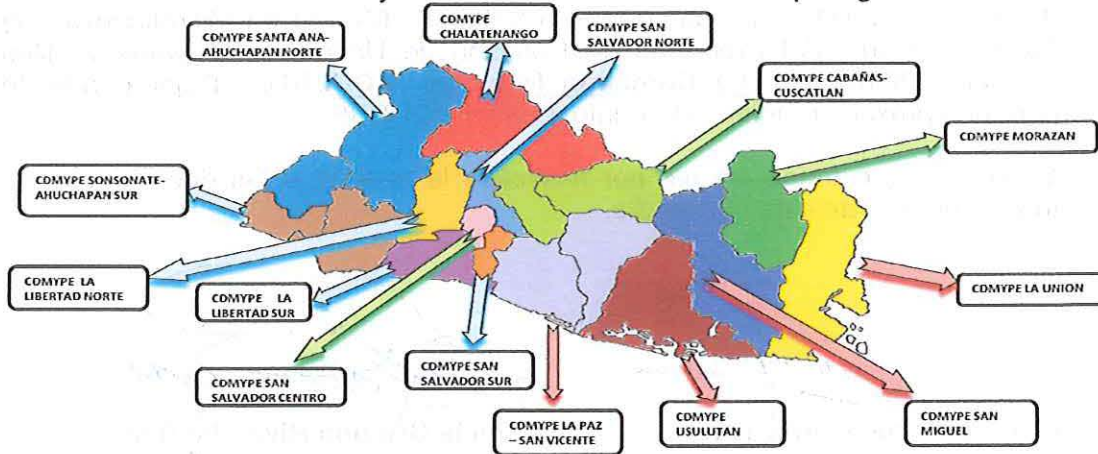 CDMYPE SANTA ANA-
AHUCHAPAN NORTE
CDMYPE
CHALATENANGO
CDMYPE SAN
SALVADOR NORTE
CDMYPE CABAÑAS-
CUSCATLAN
CDMYPE MORAZAN
CDMYPE SONSONATE-
AHUCHAPAN SUR
CDMYPE LA
LIBERTAD NORTE
CDMYPE LA
LIBERTAD SUR
CDMYPE LA UNION
CDMYPE SAN
SALVADOR CENTRO
CDMYPE SAN
SALVADOR SUR
CDMYPE LA PAZ
– SAN VICENTE
CDMYPE
USULUTAN
CDMYPE SAN
MIGUEL